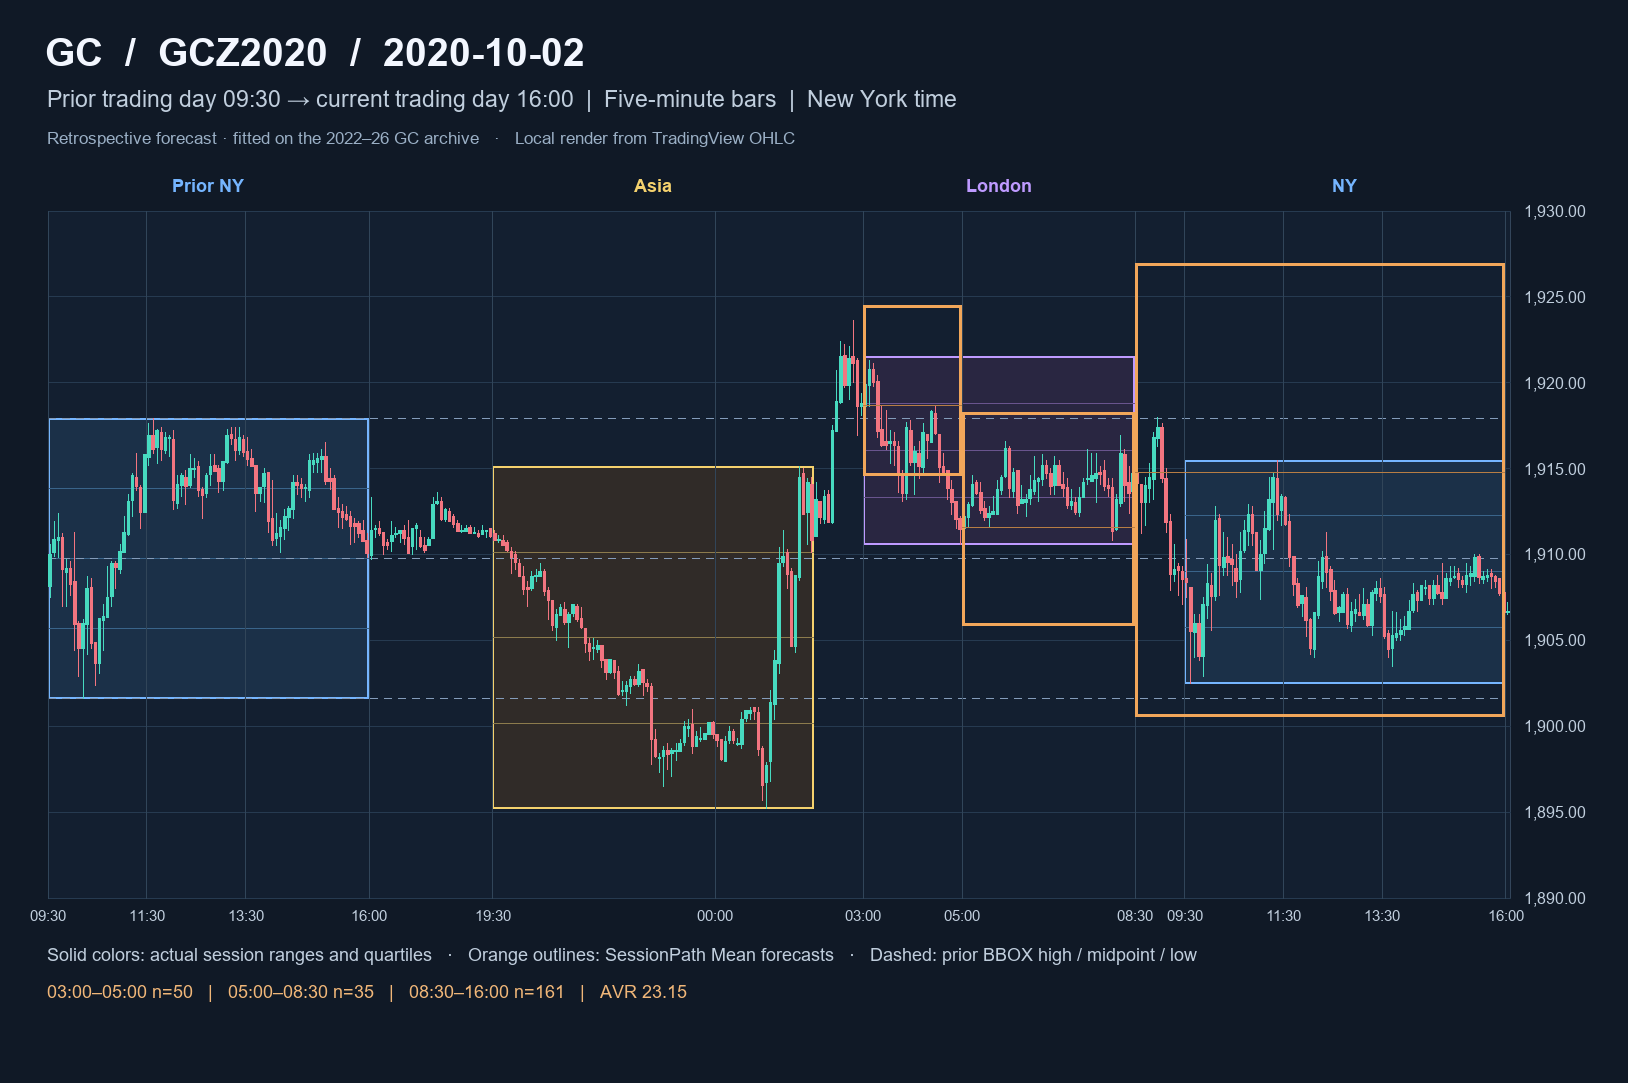 GC / GCZ2020 / 2020-10-02
Prior trading day 09:30 → current trading day 16:00 | Five-minute bars | New York time
Retrospective forecast · fitted on the 2022–26 GC archive · Local render from TradingView OHLC
Prior NY Asia London NY
1,930.00
1,925.00
1,920.00
1,915.00
1,910.00
1,905.00
1,900.00
1,895.00
1,890.00
09:30 11:30 13:30 16:00 19:30 00:00 03:00 05:00 08:30 09:30 11:30 13:30 16:00
Solid colors: actual session ranges and quartiles · Orange outlines: SessionPath Mean forecasts · Dashed: prior BBOX high / midpoint / low
03:00–05:00 n=50 | 05:00–08:30 n=35 | 08:30–16:00 n=161 | AVR 23.15